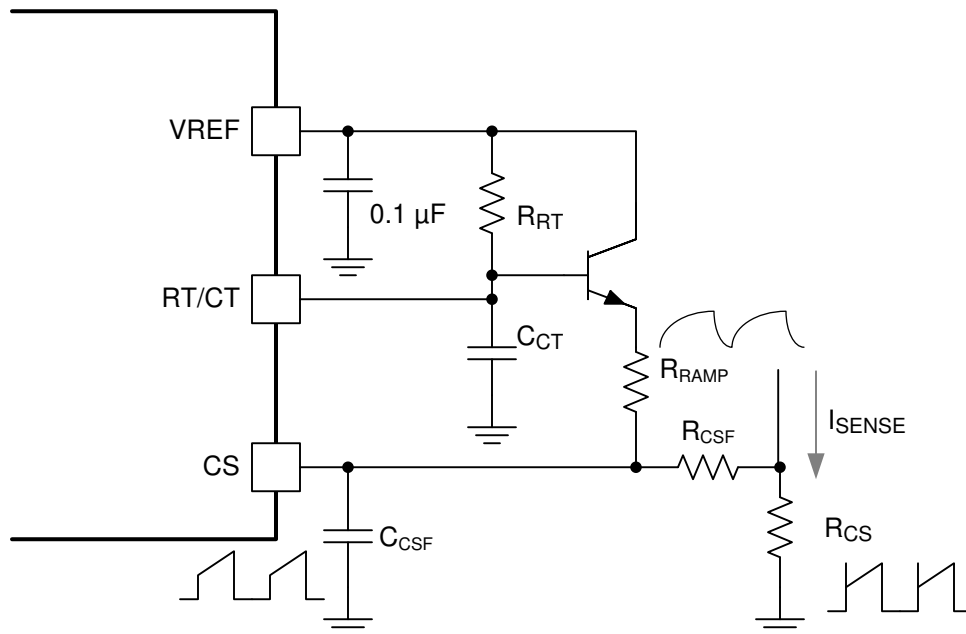 VREF
0.1 µF
RRT
RT/CT
CCT
RRAMP
ISENSE
RCSF
CS
CCSF
RCS